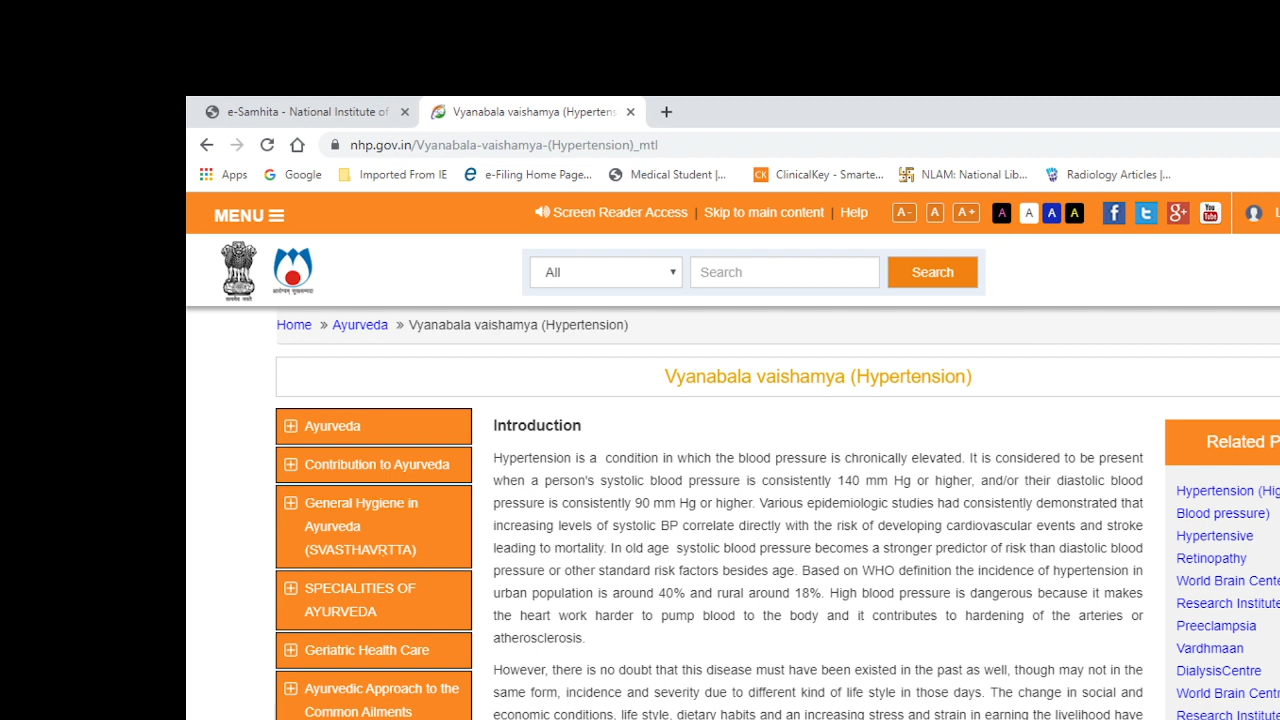 e-Samhita - National Institute of
Vyanabala vaishamya (Hypertens
nhp.gov.in/Vyanabala-vaishamya-(Hypertension)_mtl
Apps Google Imported From IE e-Filing Home Page... Medical Student |... CK ClinicalKey - Smarte... NLAM: National Lib... Radiology Articles |...
MENU Screen Reader Access | Skip to main content | Help A- A A+ A A A A f t g+ You Tube L
All Search Search
Home » Ayurveda » Vyanabala vaishamya (Hypertension)
Vyanabala vaishamya (Hypertension)
Ayurveda
Contribution to Ayurveda
General Hygiene in
Ayurveda
(SVASTHAVṚTTA)
SPECIALITIES OF
AYURVEDA
Geriatric Health Care
Ayurvedic Approach to the
Common Ailments
Introduction
Hypertension is a condition in which the blood pressure is chronically elevated. It is considered to be present
when a person's systolic blood pressure is consistently 140 mm Hg or higher, and/or their diastolic blood
pressure is consistently 90 mm Hg or higher. Various epidemiologic studies had consistently demonstrated that
increasing levels of systolic BP correlate directly with the risk of developing cardiovascular events and stroke
leading to mortality. In old age systolic blood pressure becomes a stronger predictor of risk than diastolic blood
pressure or other standard risk factors besides age. Based on WHO definition the incidence of hypertension in
urban population is around 40% and rural around 18%. High blood pressure is dangerous because it makes
the heart work harder to pump blood to the body and it contributes to hardening of the arteries or
atherosclerosis.
However, there is no doubt that this disease must have been existed in the past as well, though may not in the
same form, incidence and severity due to different kind of life style in those days. The change in social and
economic conditions, life style, dietary habits and an increasing stress and strain in earning the livelihood have
Related P
Hypertension (Hig
Blood pressure)
Hypertensive
Retinopathy
World Brain Cente
Research Institute
Preeclampsia
Vardhmaan
DialysisCentre
World Brain Cent
Research Institut